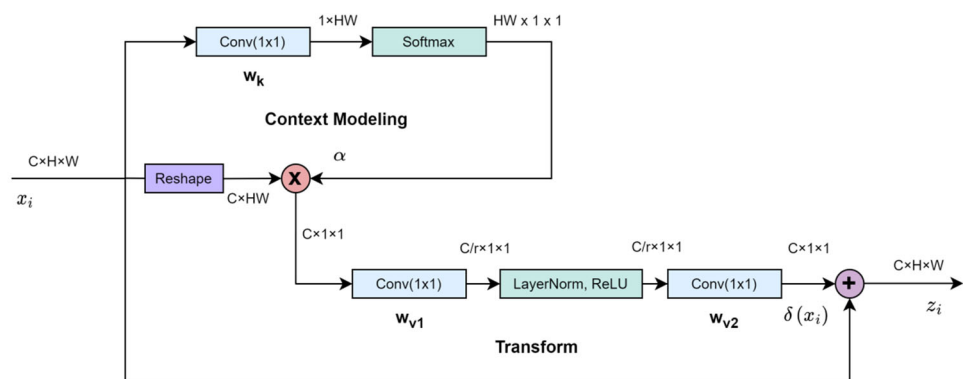 1×HW
HW x 1 x 1
Conv(1x1)
Softmax
w_k
Context Modeling
C×H×W
α
Reshape
X
x_i
C×HW
C×1×1
C/r×1×1
C/r×1×1
C×1×1
C×H×W
Conv(1x1)
LayerNorm, ReLU
Conv(1x1)
+
w_v1
w_v2
δ(x_i)
z_i
Transform